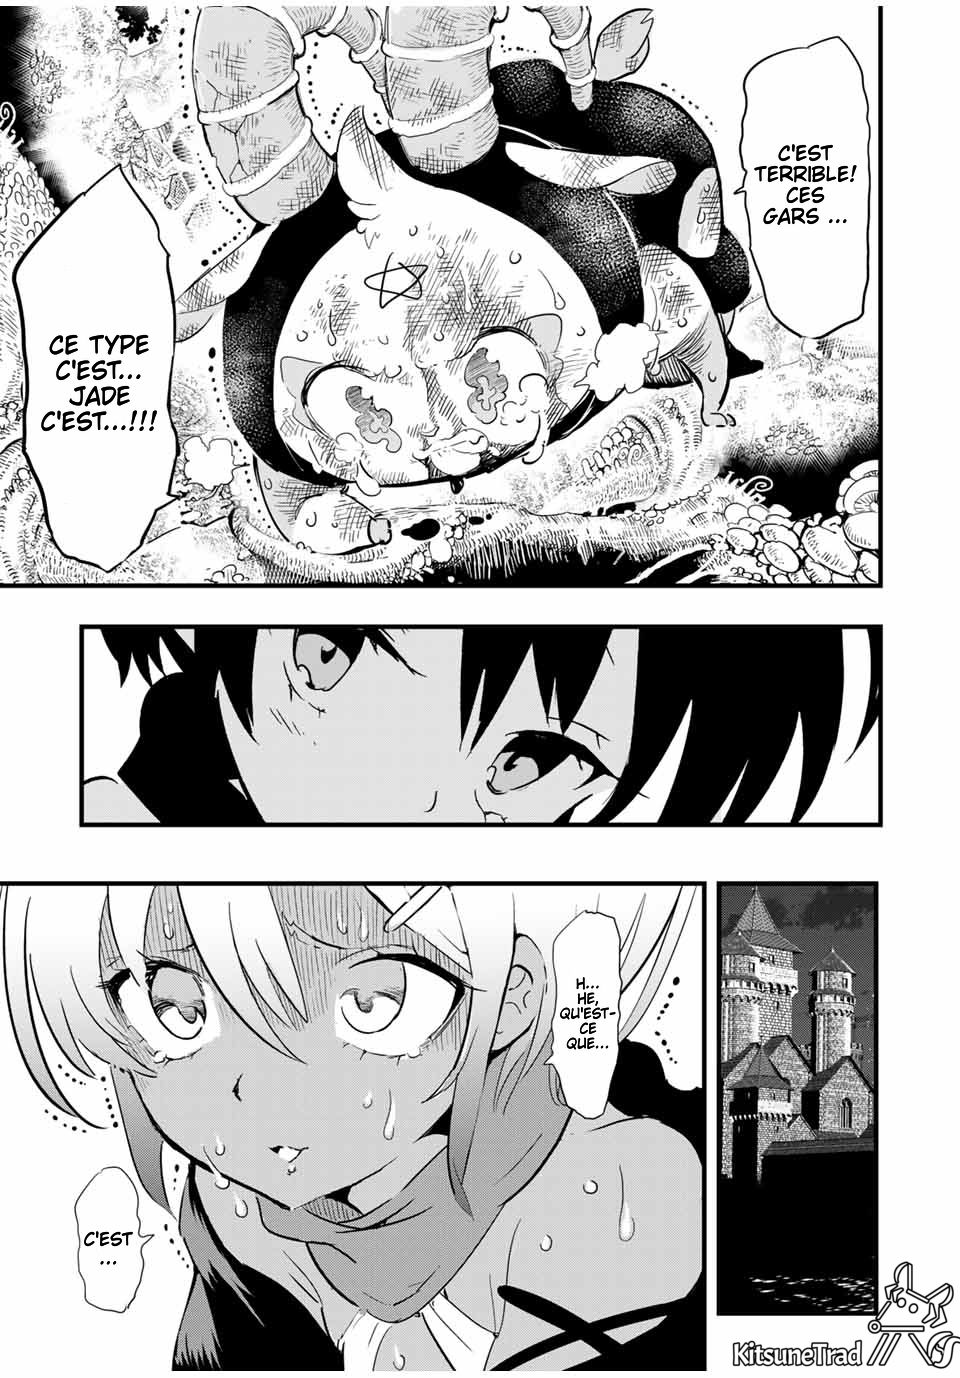 C'EST
TERRIBLE!
CES
GARS ...
CE TYPE
C'EST...
JADE
C'EST...!!!
H...
HE,
QU'EST-
CE
QUE...
C'EST
...
KitsuneTrad